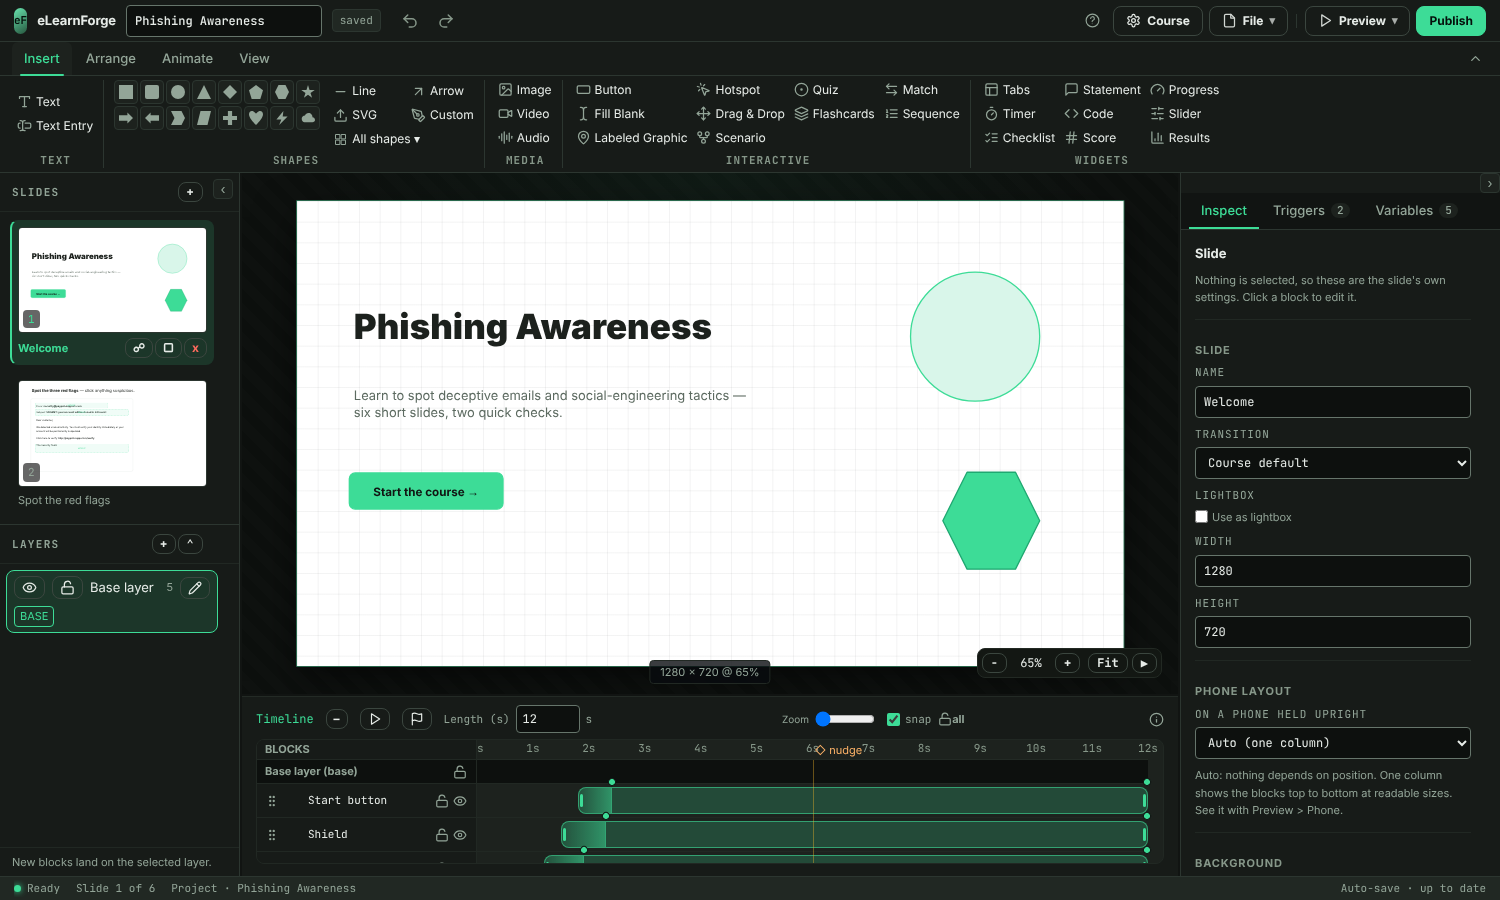 eF eLearnForge Phishing Awareness saved Course File ▾ Preview ▾ Publish
Insert Arrange Animate View
Text
Text Entry
TEXT
Line Arrow
SVG Custom
All shapes ▾
SHAPES
Image
Video
Audio
MEDIA
Button Hotspot Quiz Match
Fill Blank Drag & Drop Flashcards Sequence
Labeled Graphic Scenario
INTERACTIVE
Tabs Statement Progress
Timer Code Slider
Checklist Score Results
WIDGETS
SLIDES +
Phishing Awareness
1
Welcome x
Spot the three red flags — click anything suspicious.
2
Spot the red flags
LAYERS + ^
Base layer 5
BASE
New blocks land on the selected layer.
Phishing Awareness
Learn to spot deceptive emails and social-engineering tactics —
six short slides, two quick checks.
Start the course →
1280 × 720 @ 65%
- 65% + Fit ▶
Timeline − Length (s) 12 s Zoom snap all
BLOCKS s 1s 2s 3s 4s 5s 6s nudge 7s 8s 9s 10s 11s 12s
Base layer (base)
Start button
Shield
Inspect Triggers 2 Variables 5
Slide
Nothing is selected, so these are the slide's own
settings. Click a block to edit it.
SLIDE
NAME
Welcome
TRANSITION
Course default
LIGHTBOX
Use as lightbox
WIDTH
1280
HEIGHT
720
PHONE LAYOUT
ON A PHONE HELD UPRIGHT
Auto (one column)
Auto: nothing depends on position. One column
shows the blocks top to bottom at readable sizes.
See it with Preview > Phone.
BACKGROUND
Ready Slide 1 of 6 Project · Phishing Awareness Auto-save · up to date